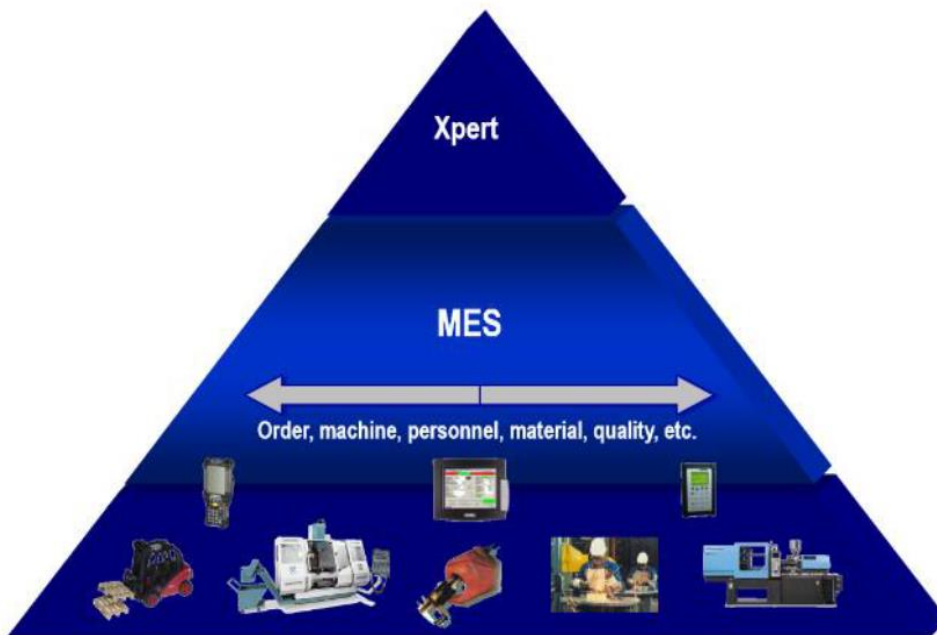 Xpert
MES
Order, machine, personnel, material, quality, etc.